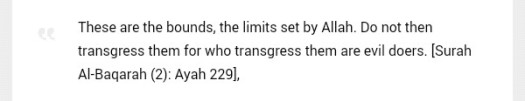 These are the bounds, the limits set by Allah. Do not then
transgress them for who transgress them are evil doers. [Surah
Al-Baqarah (2): Ayah 229],